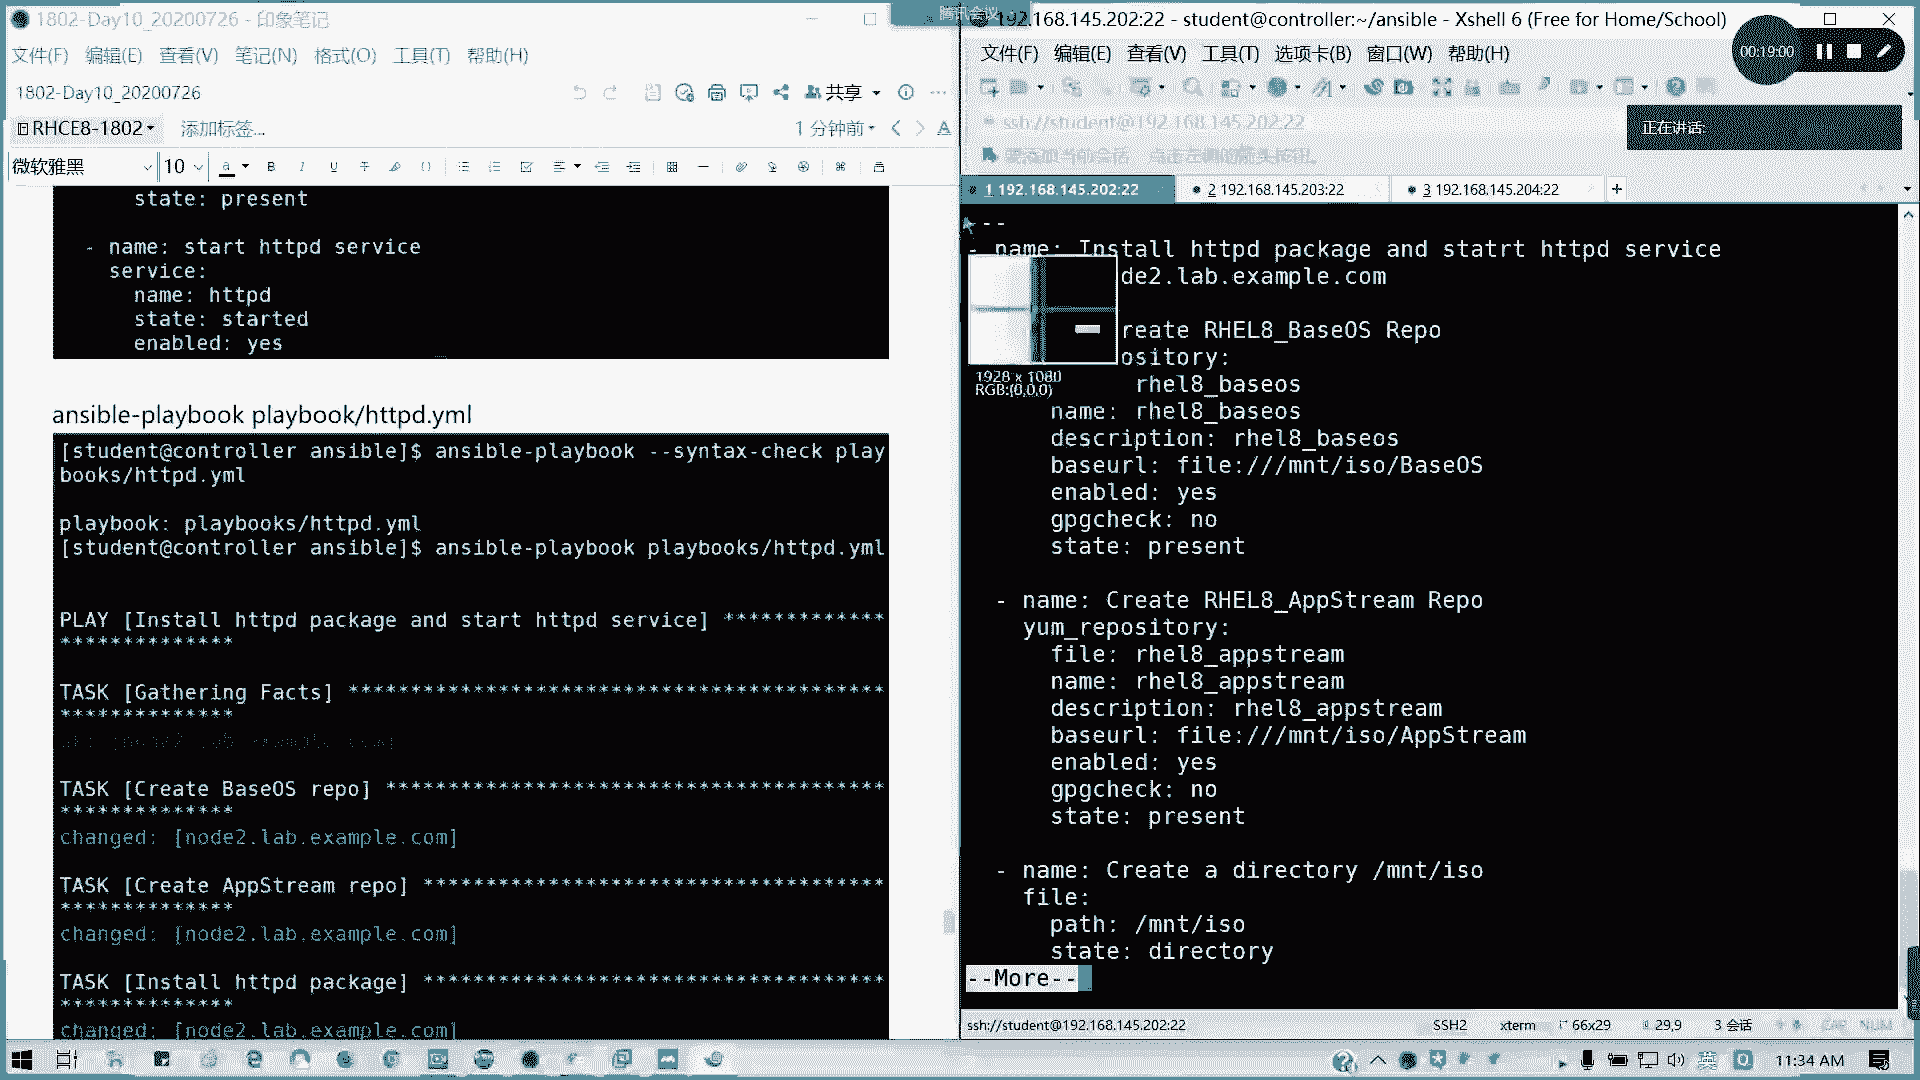 1802-Day10_20200726 - 印象笔记
文件(F) 编辑(E) 查看(V) 笔记(N) 格式(O) 工具(T) 帮助(H)
1802-Day10_20200726
共享
RHCE8-1802
添加标签...
1 分钟前
微软雅黑
10
state: present
- name: start httpd service
service:
name: httpd
state: started
enabled: yes
ansible-playbook playbook/httpd.yml
[student@controller ansible]$ ansible-playbook --syntax-check play
books/httpd.yml
playbook: playbooks/httpd.yml
[student@controller ansible]$ ansible-playbook playbooks/httpd.yml
PLAY [Install httpd package and start httpd service] *************
**************
TASK [Gathering Facts] *******************************************
**************
TASK [Create BaseOS repo] ****************************************
**************
changed: [node2.lab.example.com]
TASK [Create AppStream repo] *************************************
**************
changed: [node2.lab.example.com]
TASK [Install httpd package] *************************************
**************
changed: [node2.lab.example.com]
腾讯会议
192.168.145.202:22 - student@controller:~/ansible - Xshell 6 (Free for Home/School)
文件(F) 编辑(E) 查看(V) 工具(T) 选项卡(B) 窗口(W) 帮助(H)
00:19:00
ssh://student@192.168.145.202:22
正在讲话:
1 192.168.145.202:22
2 192.168.145.203:22
3 192.168.145.204:22
--
- name: Install httpd package and statrt httpd service
de2.lab.example.com
reate RHEL8_BaseOS Repo
ository:
rhel8_baseos
1928 x 1080
RGB:(0,0,0)
name: rhel8_baseos
description: rhel8_baseos
baseurl: file:///mnt/iso/BaseOS
enabled: yes
gpgcheck: no
state: present
- name: Create RHEL8_AppStream Repo
yum_repository:
file: rhel8_appstream
name: rhel8_appstream
description: rhel8_appstream
baseurl: file:///mnt/iso/AppStream
enabled: yes
gpgcheck: no
state: present
- name: Create a directory /mnt/iso
file:
path: /mnt/iso
state: directory
--More--
ssh://student@192.168.145.202:22
SSH2
xterm
66x29
29,9
3 会话
CAP NUM
英
11:34 AM